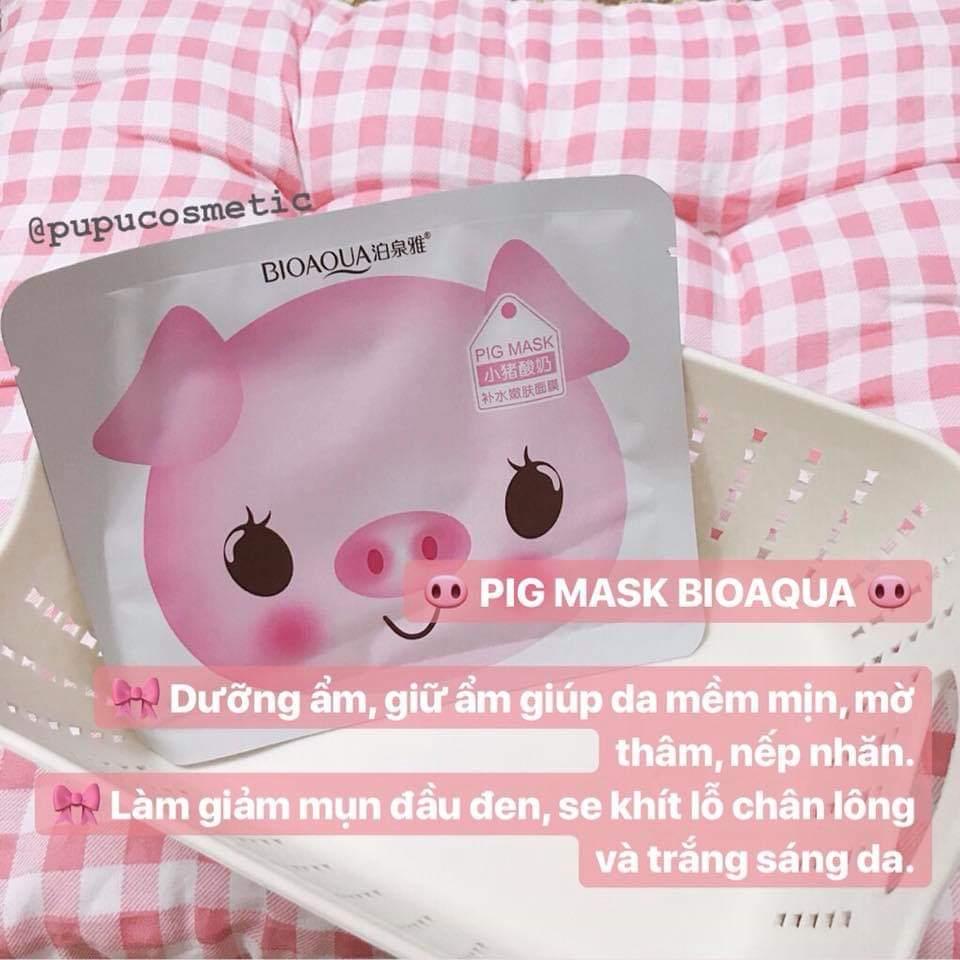 @pupucosmetic
BIOAQUA泊泉雅®
PIG MASK
小猪酸奶
补水嫩肤面膜
🐽 PIG MASK BIOAQUA 🐽
🎀 Dưỡng ẩm, giữ ẩm giúp da mềm mịn, mờ
thâm, nếp nhăn.
🎀 Làm giảm mụn đầu đen, se khít lỗ chân lông
và trắng sáng da.